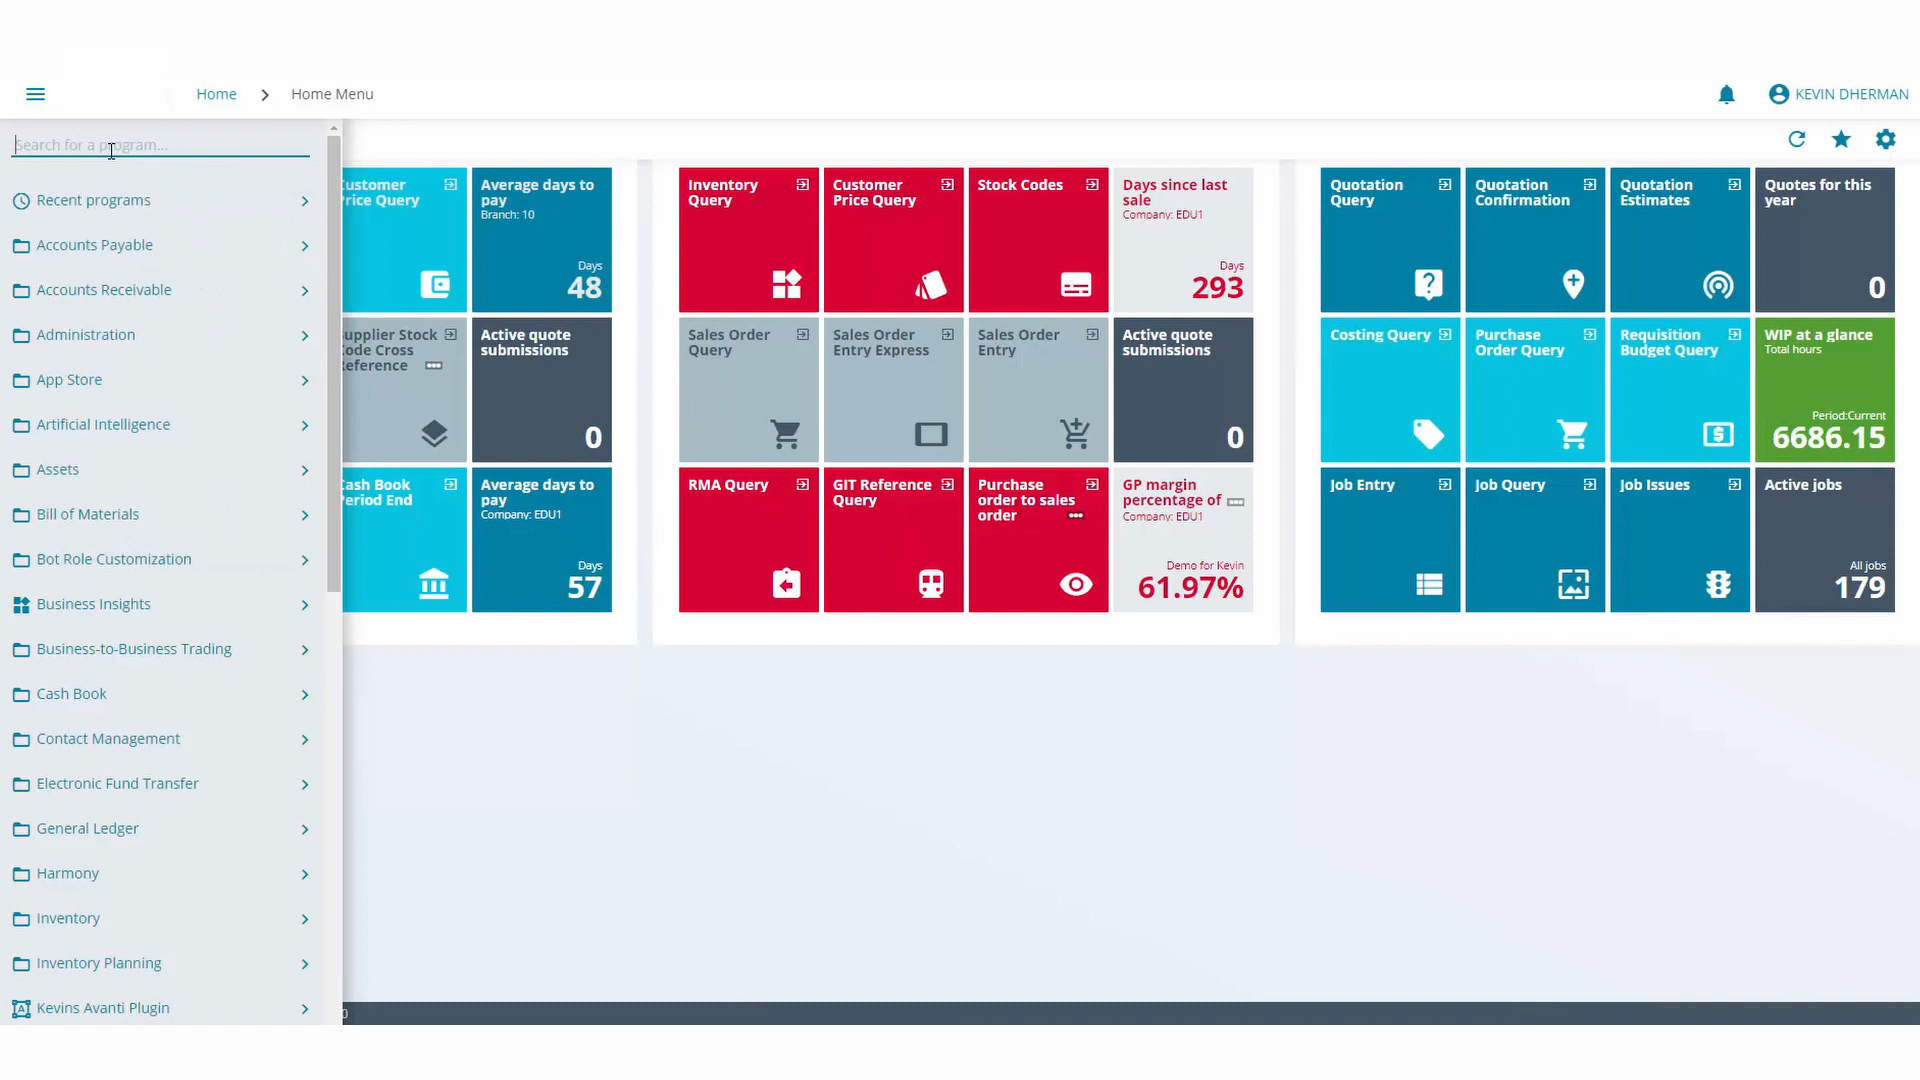 Home
Home Menu
KEVIN DHERMAN
Search for a program...
Recent programs
Accounts Payable
Accounts Receivable
Administration
App Store
Artificial Intelligence
Assets
Bill of Materials
Bot Role Customization
Business Insights
Business-to-Business Trading
Cash Book
Contact Management
Electronic Fund Transfer
General Ledger
Harmony
Inventory
Inventory Planning
Kevins Avanti Plugin
Customer
Price Query
Average days to
pay
Branch: 10
Days
48
Supplier Stock
Code Cross
Reference
Active quote
submissions
0
Cash Book
Period End
Average days to
pay
Company: EDU1
Days
57
Inventory
Query
Customer
Price Query
Stock Codes
Days since last
sale
Company: EDU1
Days
293
Sales Order
Query
Sales Order
Entry Express
Sales Order
Entry
Active quote
submissions
0
RMA Query
GIT Reference
Query
Purchase
order to sales
order
GP margin
percentage of
Company: EDU1
Demo for Kevin
61.97%
Quotation
Query
Quotation
Confirmation
Quotation
Estimates
Quotes for this
year
0
Costing Query
Purchase
Order Query
Requisition
Budget Query
WIP at a glance
Total hours
Period:Current
6686.15
Job Entry
Job Query
Job Issues
Active jobs
All jobs
179